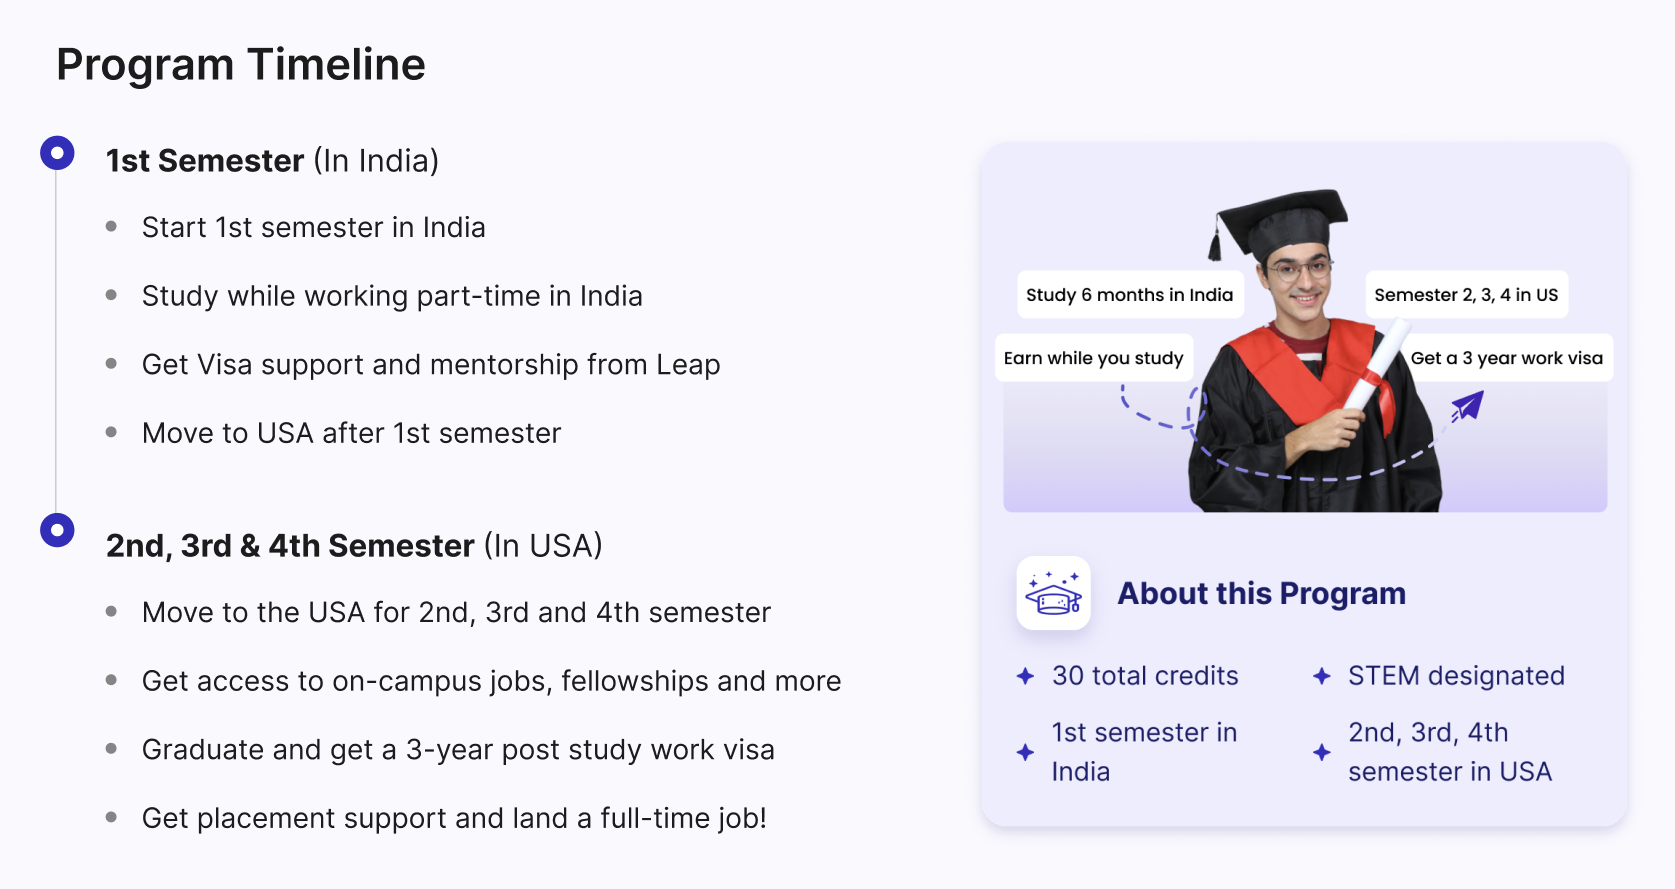 Program Timeline
1st Semester (In India)
Start 1st semester in India
Study while working part-time in India
Get Visa support and mentorship from Leap
Move to USA after 1st semester
2nd, 3rd & 4th Semester (In USA)
Move to the USA for 2nd, 3rd and 4th semester
Get access to on-campus jobs, fellowships and more
Graduate and get a 3-year post study work visa
Get placement support and land a full-time job!
Study 6 months in India
Semester 2, 3, 4 in US
Earn while you study
Get a 3 year work visa
About this Program
30 total credits
STEM designated
1st semester in
India
2nd, 3rd, 4th
semester in USA